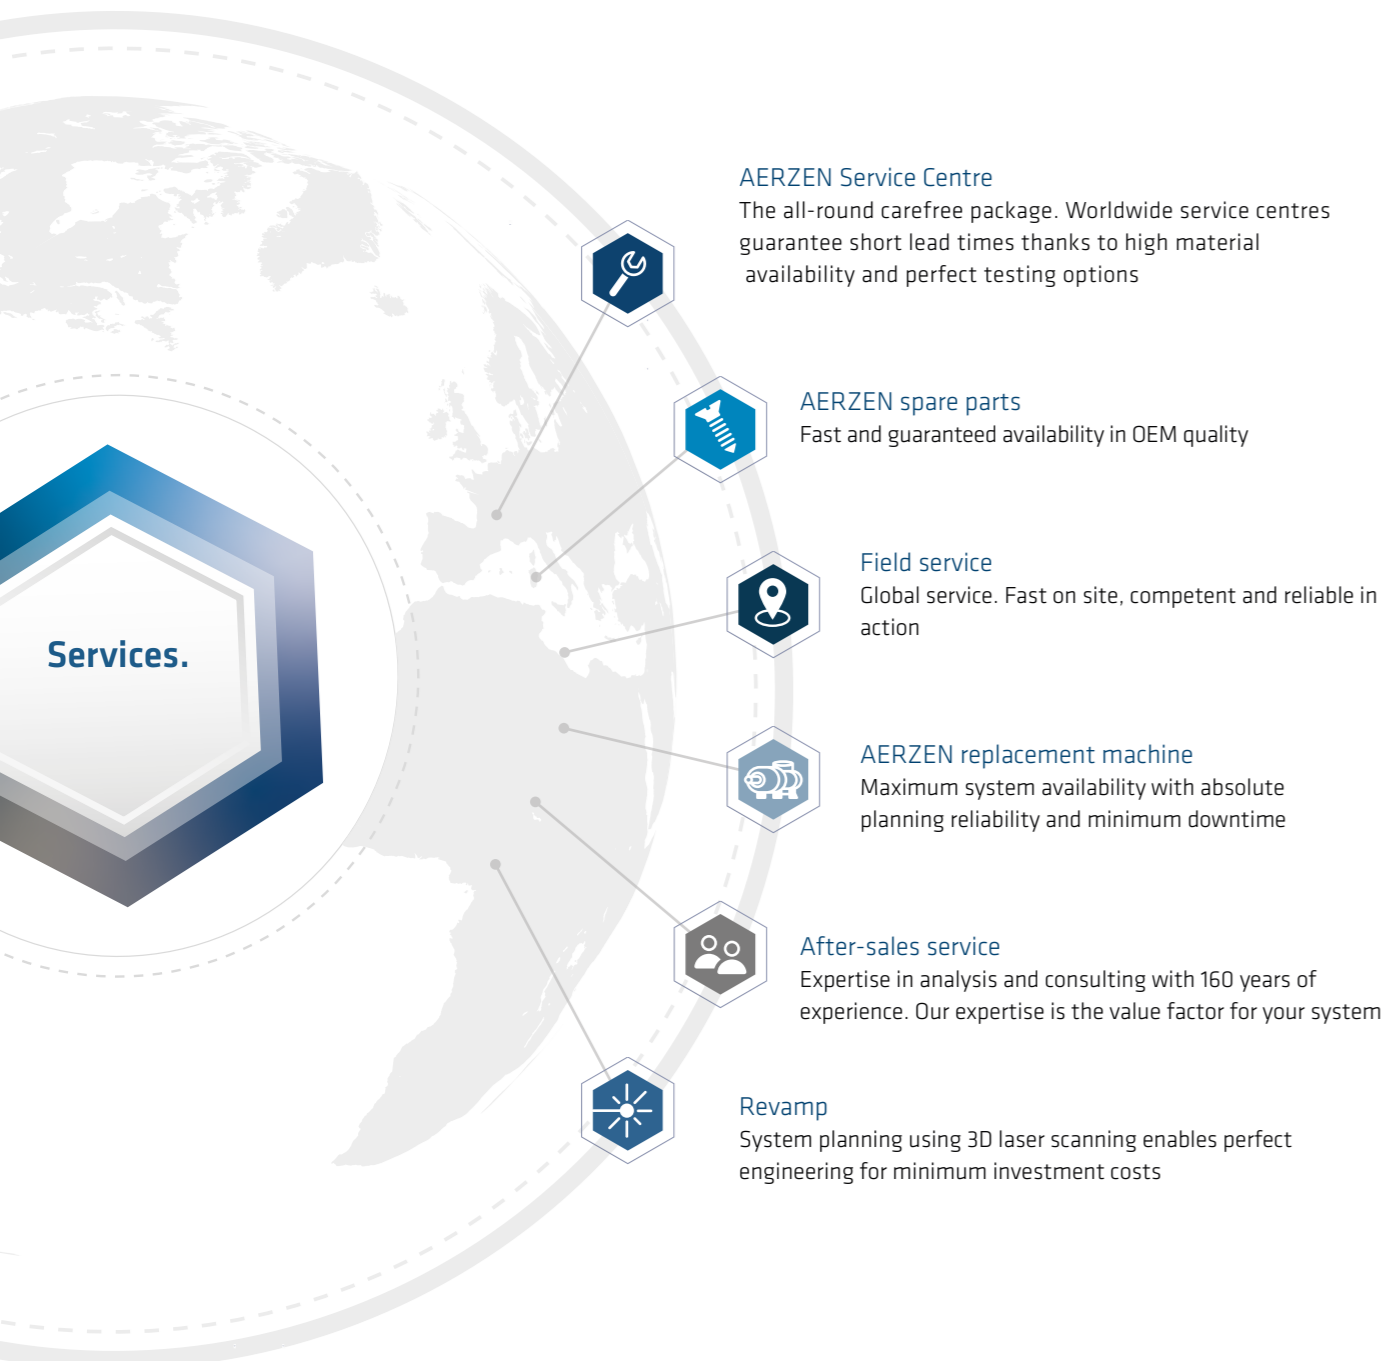 Services.
AERZEN Service Centre
The all-round carefree package. Worldwide service centres
guarantee short lead times thanks to high material
availability and perfect testing options
AERZEN spare parts
Fast and guaranteed availability in OEM quality
Field service
Global service. Fast on site, competent and reliable in
action
AERZEN replacement machine
Maximum system availability with absolute
planning reliability and minimum downtime
After-sales service
Expertise in analysis and consulting with 160 years of
experience. Our expertise is the value factor for your system
Revamp
System planning using 3D laser scanning enables perfect
engineering for minimum investment costs